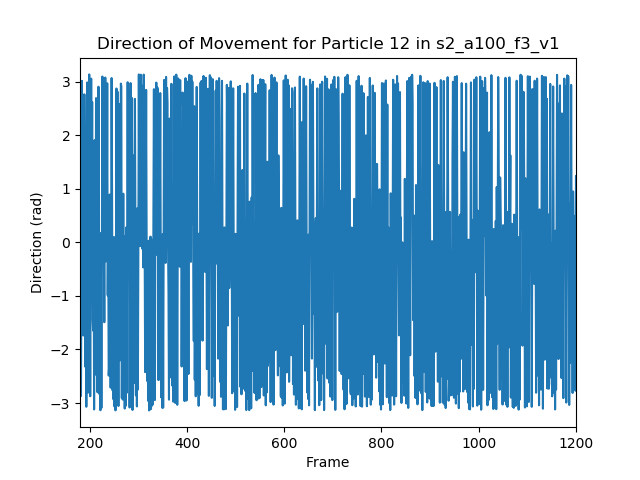 Direction of Movement for Particle 12 in s2_a100_f3_v1
3
2
1
0
−1
−2
−3
Direction (rad)
200 400 600 800 1000 1200
Frame